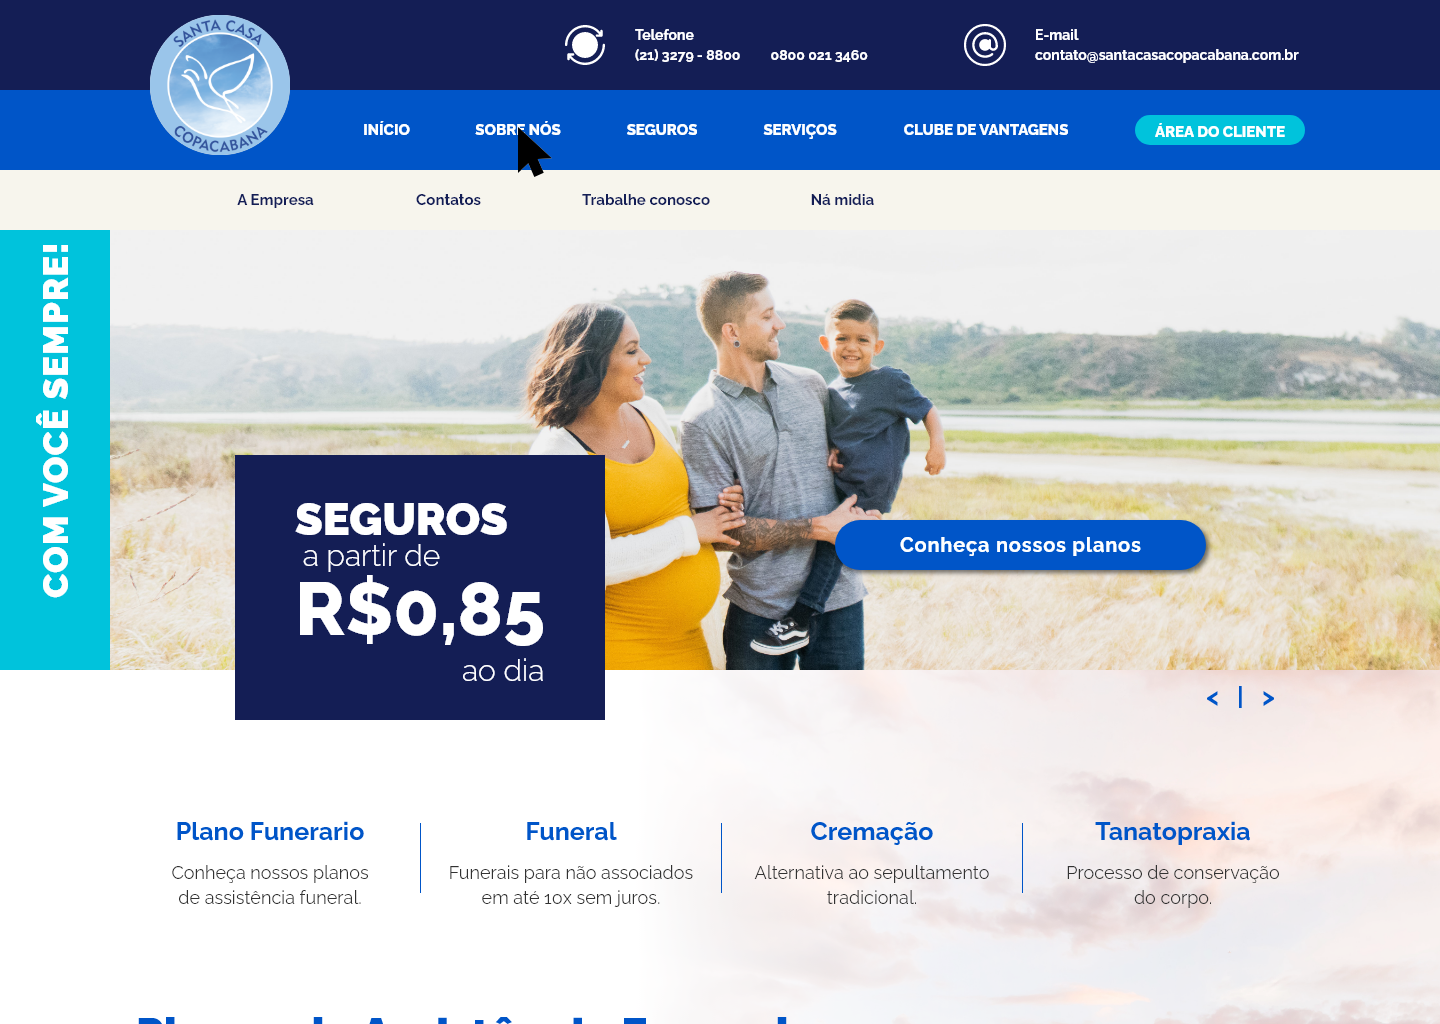 SANTA CASA
COPACABANA
Telefone
(21) 3279 - 8800 0800 021 3460
E-mail
contato@santacasacopacabana.com.br
INÍCIO SOBRE NÓS SEGUROS SERVIÇOS CLUBE DE VANTAGENS ÁREA DO CLIENTE
A Empresa Contatos Trabalhe conosco Ná midia
COM VOCÊ SEMPRE!
SEGUROS
a partir de
R$0,85
ao dia
Conheça nossos planos
< | >
Plano Funerario
Conheça nossos planos
de assistência funeral.
Funeral
Funerais para não associados
em até 10x sem juros.
Cremação
Alternativa ao sepultamento
tradicional.
Tanatopraxia
Processo de conservação
do corpo.